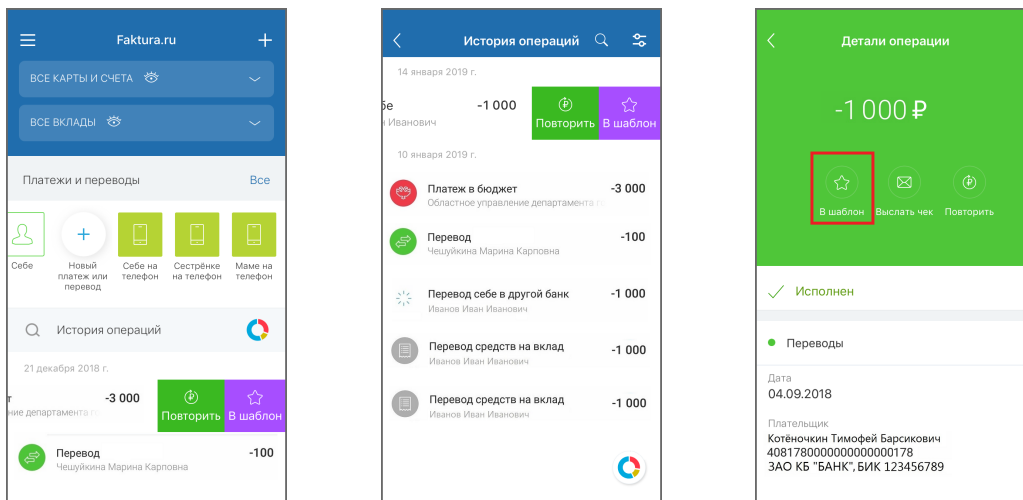 Faktura.ru
ВСЕ КАРТЫ И СЧЕТА
ВСЕ ВКЛАДЫ
Платежи и переводы
Все
Себе
Новый
платеж или
перевод
Себе на
телефон
Сестрёнке
на телефон
Маме на
телефон
История операций
21 декабря 2018 г.
т
-3 000
ние департамента го
Повторить
В шаблон
Перевод
-100
Чешуйкина Марина Карповна
История операций
14 января 2019 г.
бе
-1 000
Иванович
Повторить
В шаблон
10 января 2019 г.
Платеж в бюджет
-3 000
Областное управление департамента г
Перевод
-100
Чешуйкина Марина Карповна
Перевод себе в другой банк
-1 000
Иванов Иван Иванович
Перевод средств на вклад
-1 000
Иванов Иван Иванович
Перевод средств на вклад
-1 000
Иванов Иван Иванович
Детали операции
-1 000 ₽
В шаблон
Выслать чек
Повторить
Исполнен
Переводы
Дата
04.09.2018
Плательщик
Котёночкин Тимофей Барсикович
4081780000000000000178
ЗАО КБ "БАНК", БИК 123456789